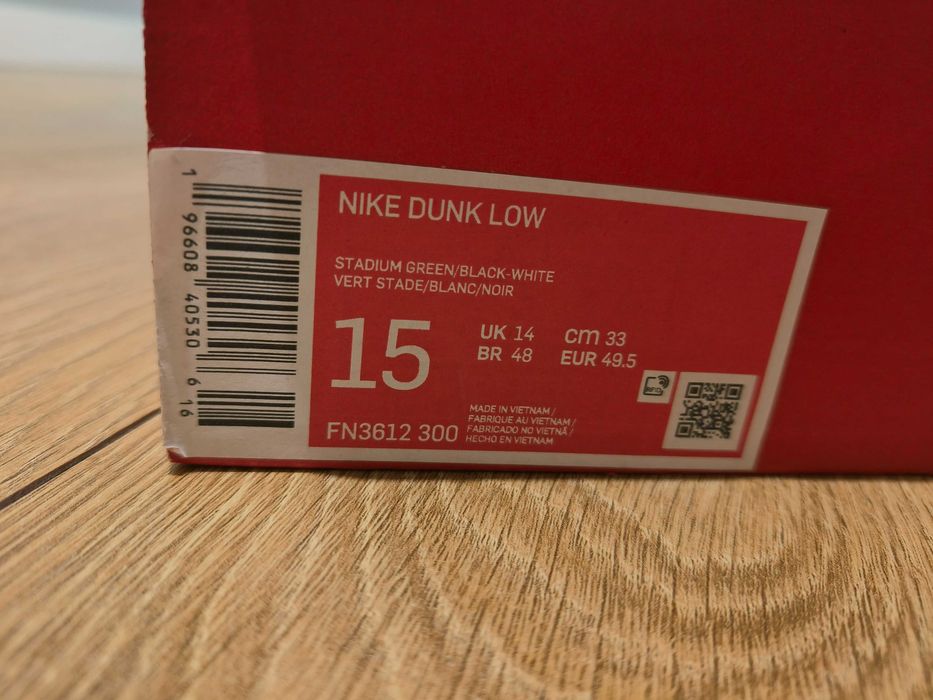 1 96608 40530 6 16
NIKE DUNK LOW
STADIUM GREEN/BLACK-WHITE
VERT STADE/BLANC/NOIR
15
UK 14 cm 33
BR 48 EUR 49.5
RFID
FN3612 300
MADE IN VIETNAM /
FABRIQUE AU VIETNAM /
FABRICADO NO VIETNÃ /
HECHO EN VIETNAM